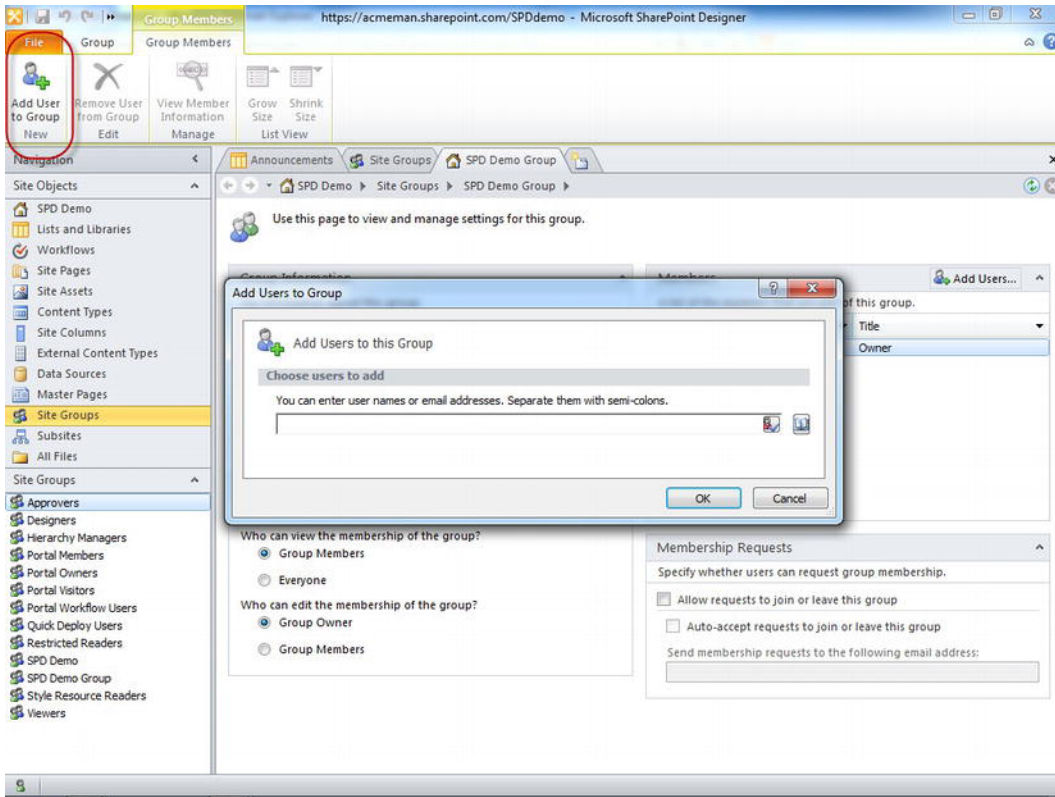 Group Members
https://acmeman.sharepoint.com/SPDdemo - Microsoft SharePoint Designer
File Group Group Members
Add User to Group
Remove User from Group
View Member Information
Grow Size
Shrink Size
New Edit Manage List View
Navigation
Announcements Site Groups SPD Demo Group
Site Objects
SPD Demo Site Groups SPD Demo Group
SPD Demo
Lists and Libraries
Workflows
Site Pages
Site Assets
Content Types
Site Columns
External Content Types
Data Sources
Master Pages
Site Groups
Subsites
All Files
Site Groups
Approvers
Designers
Hierarchy Managers
Portal Members
Portal Owners
Portal Visitors
Portal Workflow Users
Quick Deploy Users
Restricted Readers
SPD Demo
SPD Demo Group
Style Resource Readers
Viewers
Use this page to view and manage settings for this group.
Group Information
Members Add Users...
of this group.
Title
Owner
Add Users to Group
Add Users to this Group
Choose users to add
You can enter user names or email addresses. Separate them with semi-colons.
OK Cancel
Who can view the membership of the group?
Group Members
Everyone
Who can edit the membership of the group?
Group Owner
Group Members
Membership Requests
Specify whether users can request group membership.
Allow requests to join or leave this group
Auto-accept requests to join or leave this group
Send membership requests to the following email address: